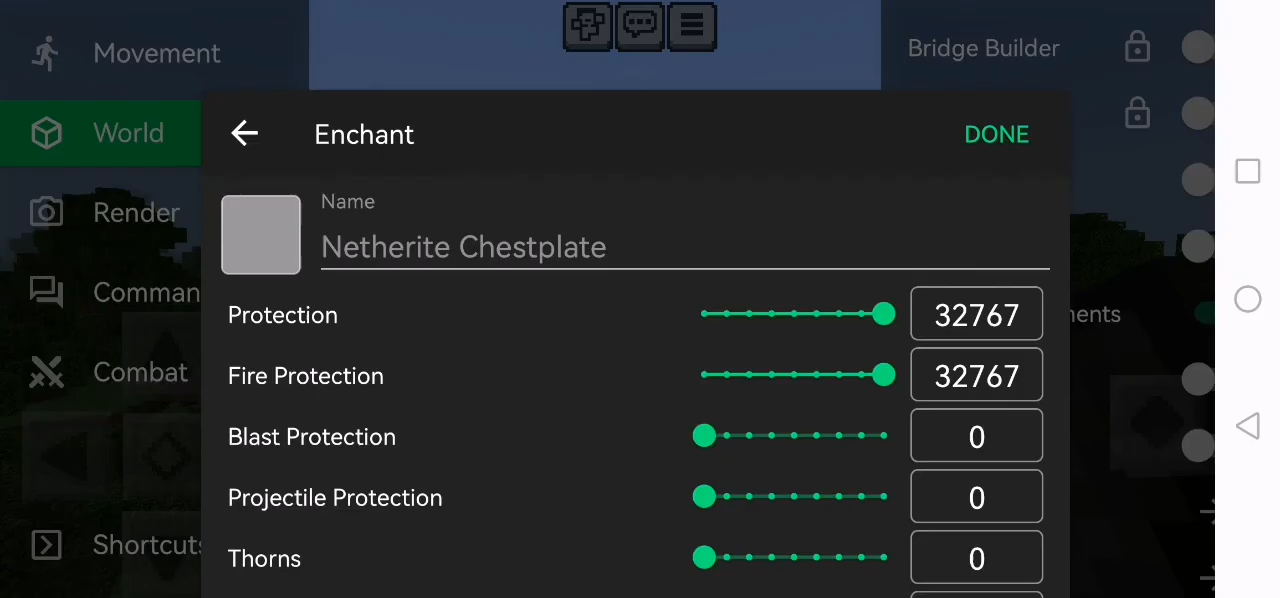 Movement
Bridge Builder
World
Enchant
DONE
Render
Name
Netherite Chestplate
Comman
Protection
32767
ments
Combat
Fire Protection
32767
Blast Protection
0
Projectile Protection
0
Shortcuts
Thorns
0